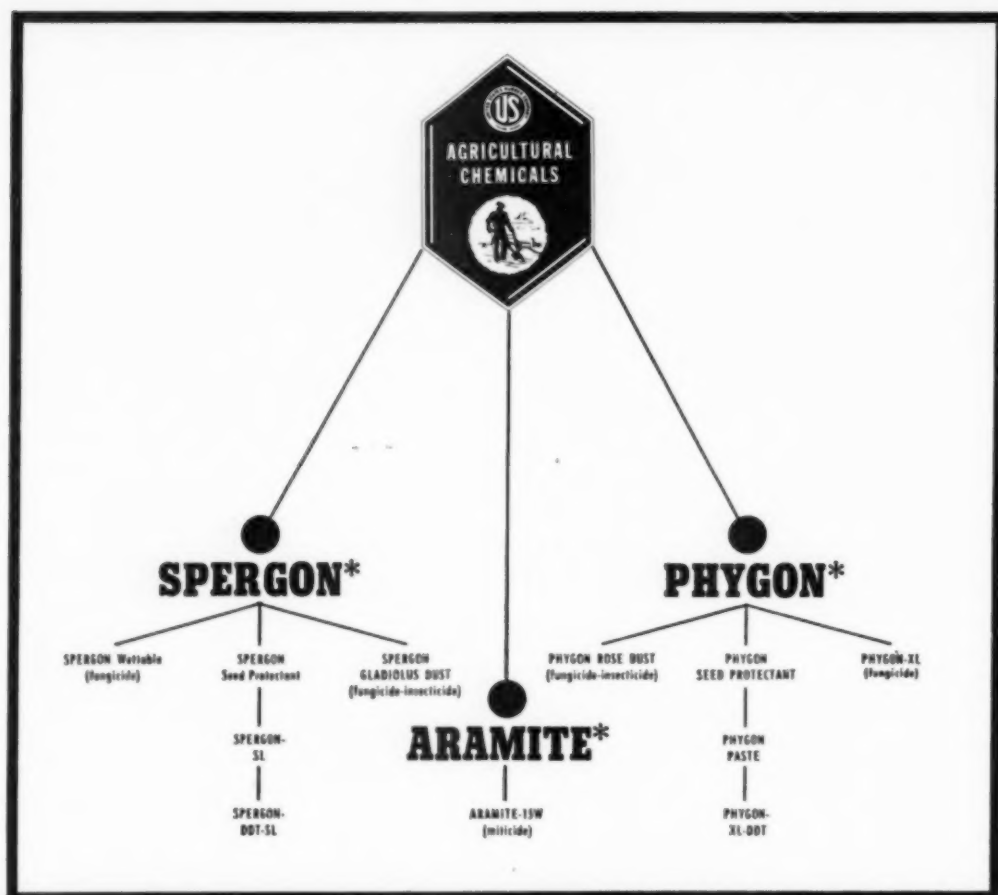 US
AGRICULTURAL
CHEMICALS
SPERGON*
SPERGON Wettable
(fungicide)
SPERGON
Seed Protectant
SPERGON-
SL
SPERGON-
DDT-SL
SPERGON
GLADIOLUS DUST
(fungicide-insecticide)
ARAMITE*
ARAMITE-15W
(miticide)
PHYGON*
PHYGON ROSE DUST
(fungicide-insecticide)
PHYGON
SEED PROTECTANT
PHYGON
PASTE
PHYGON-
XL-DDT
PHYGON-XL
(fungicide)